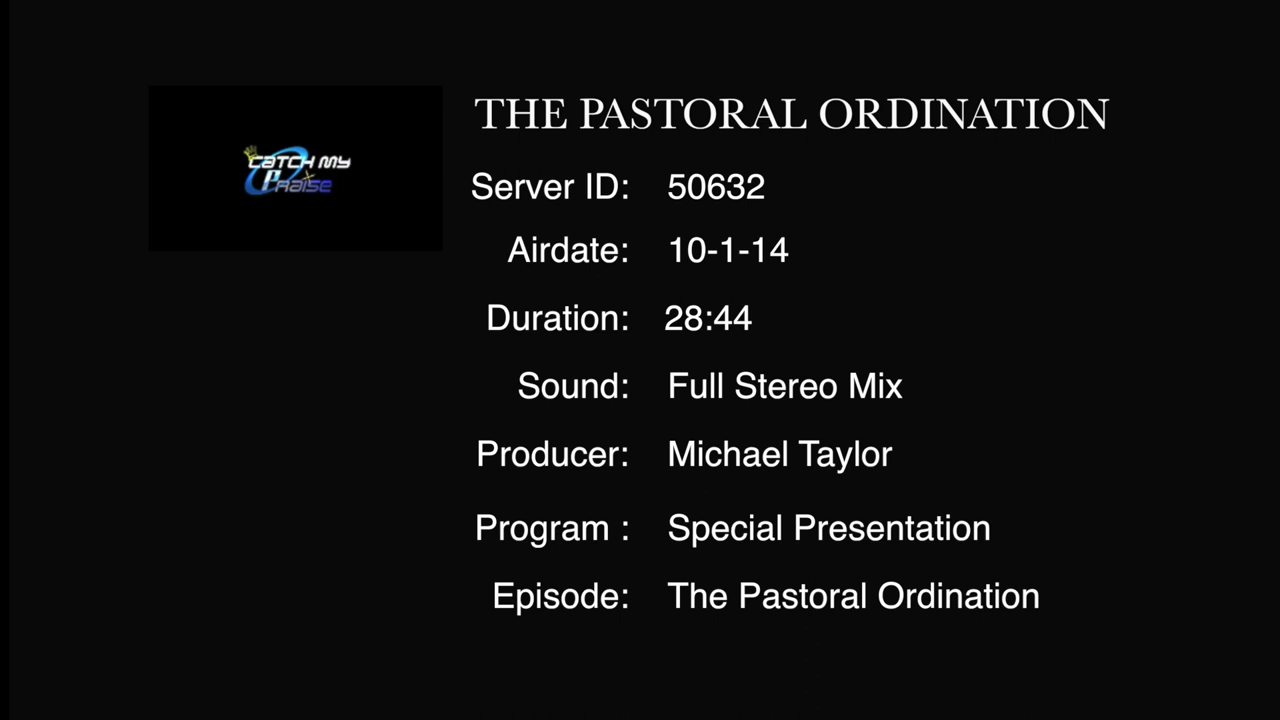 THE PASTORAL ORDINATION
CATCH MY
PRAISE
Server ID: 50632
Airdate: 10-1-14
Duration: 28:44
Sound: Full Stereo Mix
Producer: Michael Taylor
Program : Special Presentation
Episode: The Pastoral Ordination